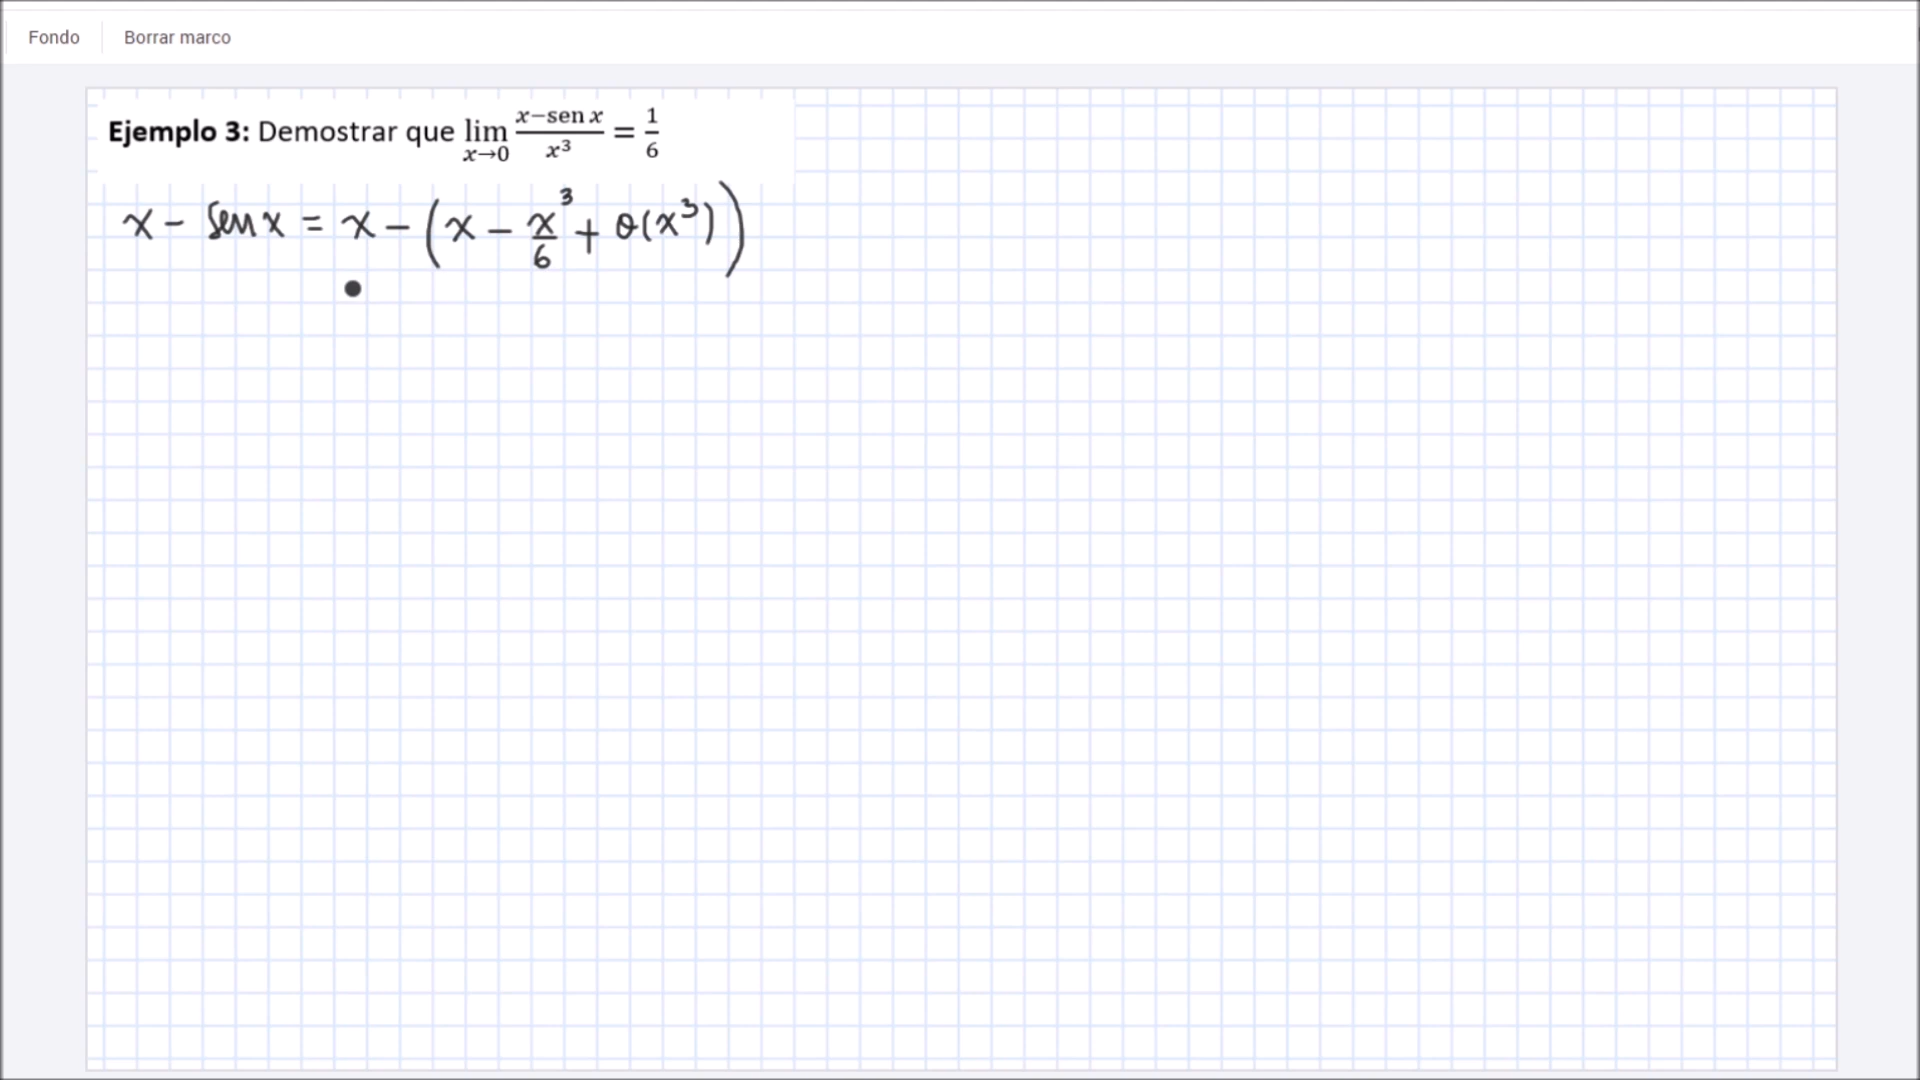 Fondo Borrar marco
Ejemplo 3: Demostrar que lim x→0 (x−sen x)/x³ = 1/6
x - sen x = x - (x - x³/6 + o(x³))